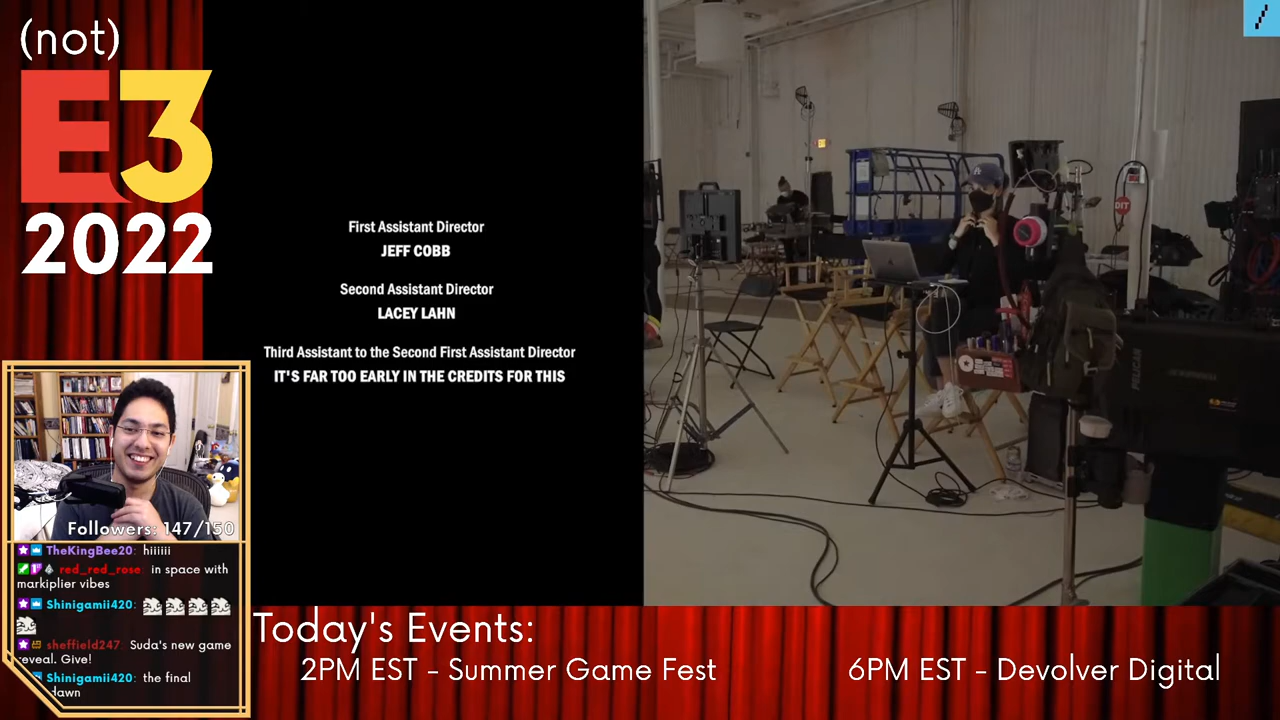 (not)
E3
2022
First Assistant Director
JEFF COBB
Second Assistant Director
LACEY LAHN
Third Assistant to the Second First Assistant Director
IT'S FAR TOO EARLY IN THE CREDITS FOR THIS
DIT
PELICAN
Followers: 147/150
TheKingBee20: hiiiiii
red_red_rose: in space with
markiplier vibes
Shinigamii420:
sheffield247: Suda's new game
reveal. Give!
Shinigamii420: the final
dawn
Today's Events:
2PM EST - Summer Game Fest
6PM EST - Devolver Digital